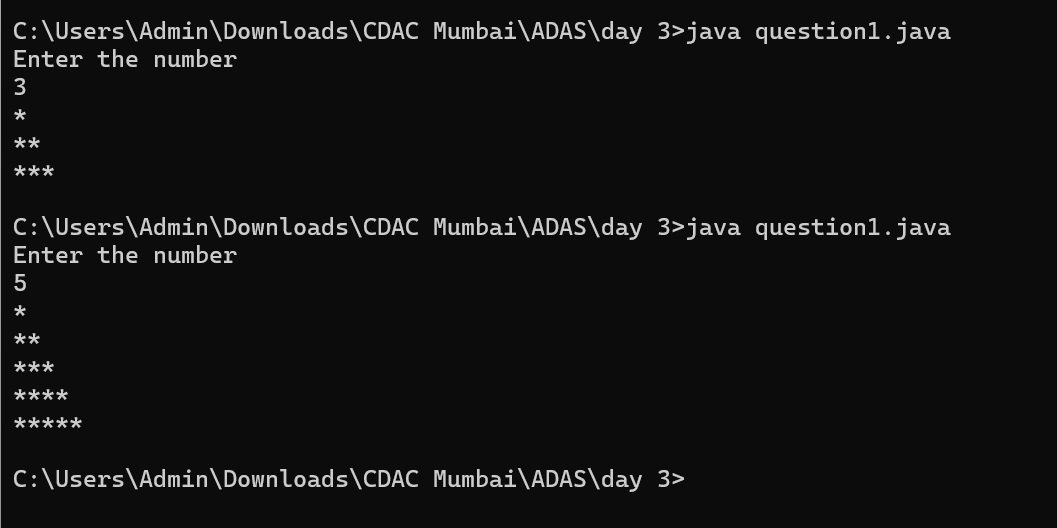 C:\Users\Admin\Downloads\CDAC Mumbai\ADAS\day 3>java question1.java
Enter the number
3
*
**
***
C:\Users\Admin\Downloads\CDAC Mumbai\ADAS\day 3>java question1.java
Enter the number
5
*
**
***
****
*****
C:\Users\Admin\Downloads\CDAC Mumbai\ADAS\day 3>